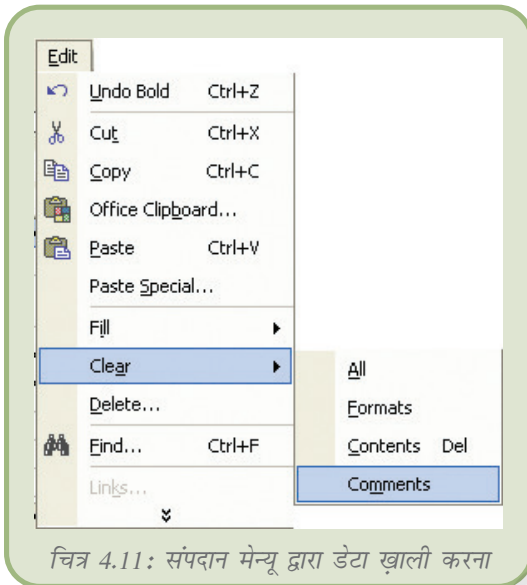 Edit
Undo Bold Ctrl+Z
Cut Ctrl+X
Copy Ctrl+C
Office Clipboard...
Paste Ctrl+V
Paste Special...
Fill
Clear
All
Delete...
Formats
Find... Ctrl+F
Contents Del
Links...
Comments
चित्र 4.11: संपदान मेन्यू द्वारा डेटा ख़ाली करना